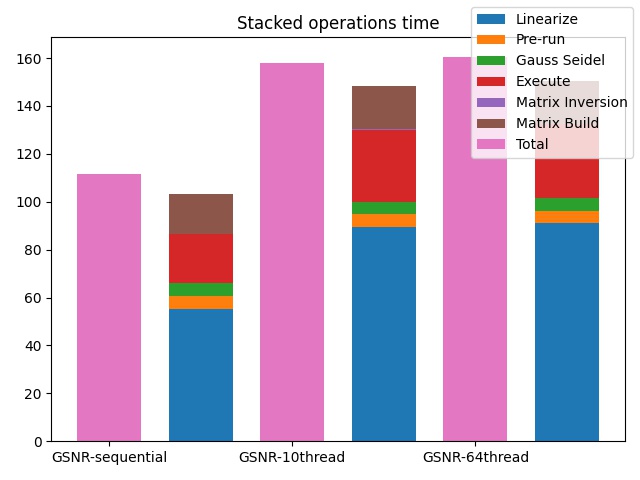 Stacked operations time
Linearize
Pre-run
Gauss Seidel
Execute
Matrix Inversion
Matrix Build
Total
160
140
120
100
80
60
40
20
0
GSNR-sequential
GSNR-10thread
GSNR-64thread